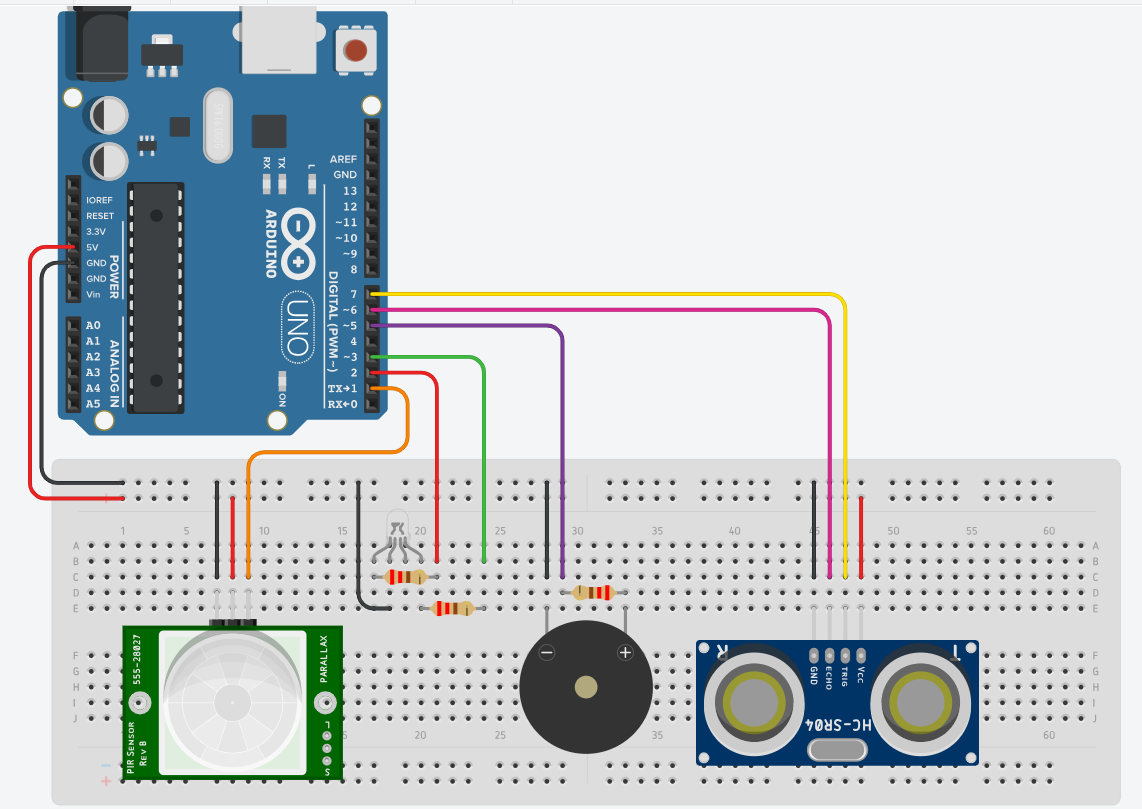 AREF
GND
13
12
~11
~10
~9
8
7
~6
~5
4
~3
2
TX→1
RX←0
DIGITAL (PWM ~)
RX
TX
L
ARDUINO
UNO
ON
IOREF
RESET
3.3V
5V
GND
GND
Vin
POWER
A0
A1
A2
A3
A4
A5
ANALOG IN
1 5 10 15 20 25 30 40 45 50 55 60
A A
B B
C C
D D
E E
F F
G G
H H
I I
J J
5 20 25 35 60
− +
555-28027
PARALLAX
PIR SENSOR
REV B
L
S
− +
R
T
GND
ECHO
TRIG
VCC
HC-SR04